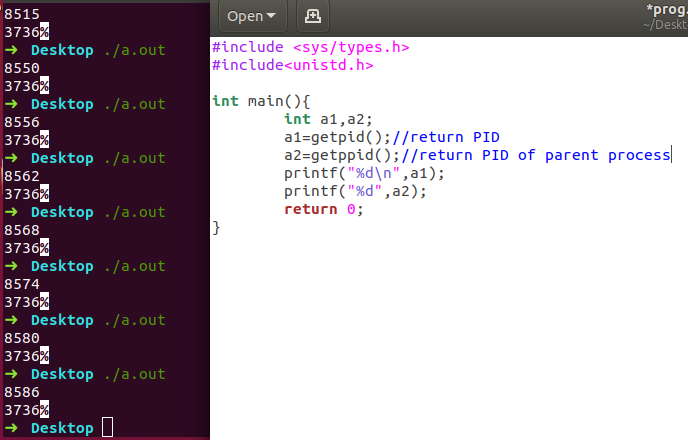 8515
3736%
➜ Desktop ./a.out
8550
3736%
➜ Desktop ./a.out
8556
3736%
➜ Desktop ./a.out
8562
3736%
➜ Desktop ./a.out
8568
3736%
➜ Desktop ./a.out
8574
3736%
➜ Desktop ./a.out
8580
3736%
➜ Desktop ./a.out
8586
3736%
➜ Desktop
Open
*prog.
~/Deskt
#include <sys/types.h>
#include<unistd.h>
int main(){
int a1,a2;
a1=getpid();//return PID
a2=getppid();//return PID of parent process
printf("%d\n",a1);
printf("%d",a2);
return 0;
}